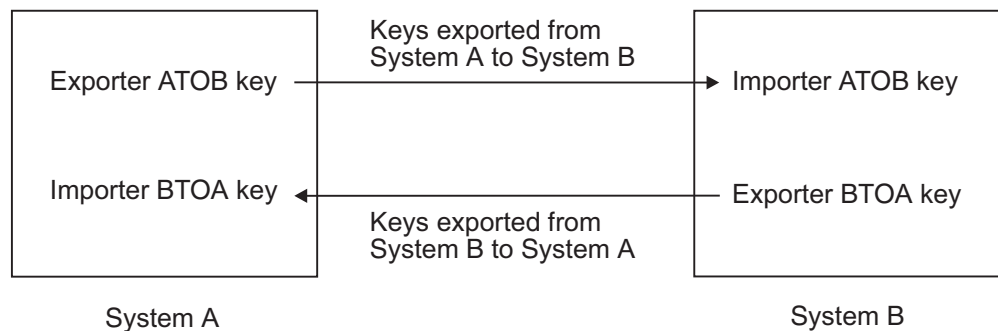 Keys exported from
System A to System B
Exporter ATOB key
Importer ATOB key
Importer BTOA key
Exporter BTOA key
Keys exported from
System B to System A
System A
System B